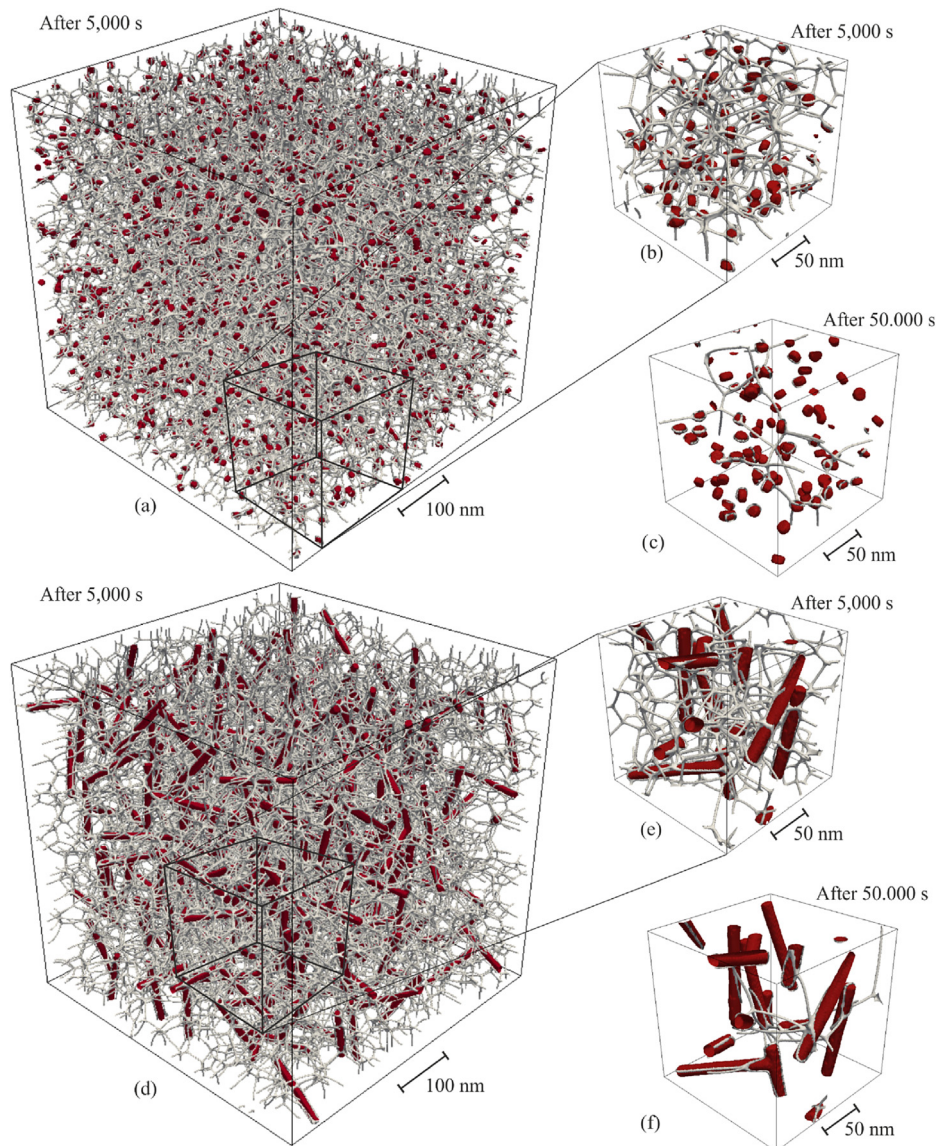 After 5,000 s
After 5,000 s
(b)
50 nm
After 50.000 s
(a)
100 nm
(c)
50 nm
After 5,000 s
After 5,000 s
(e)
50 nm
After 50.000 s
(d)
100 nm
(f)
50 nm